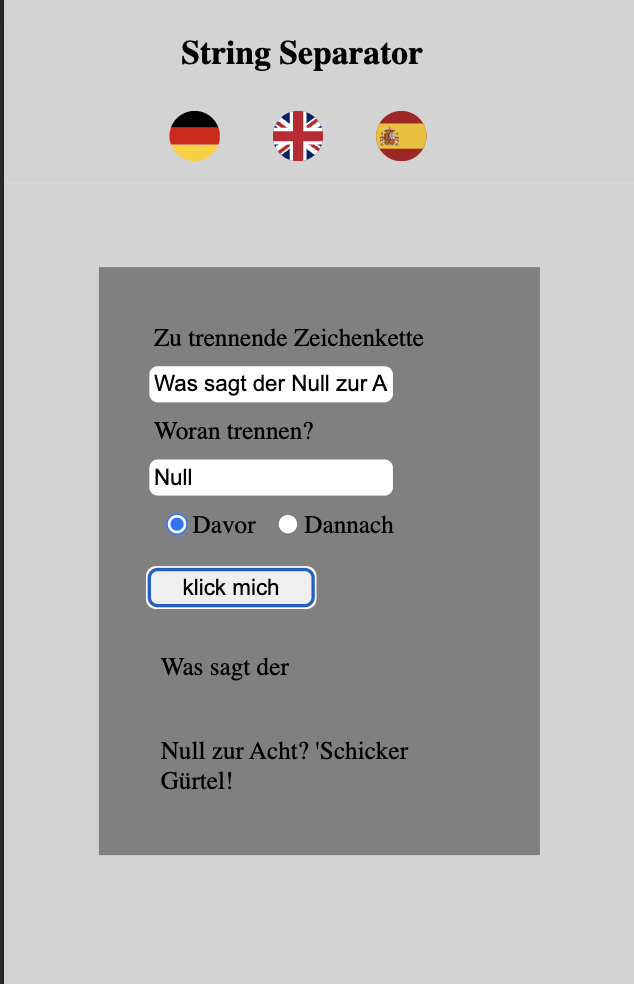 String Separator
Zu trennende Zeichenkette
Was sagt der Null zur A
Woran trennen?
Null
Davor Dannach
klick mich
Was sagt der
Null zur Acht? 'Schicker
Gürtel!